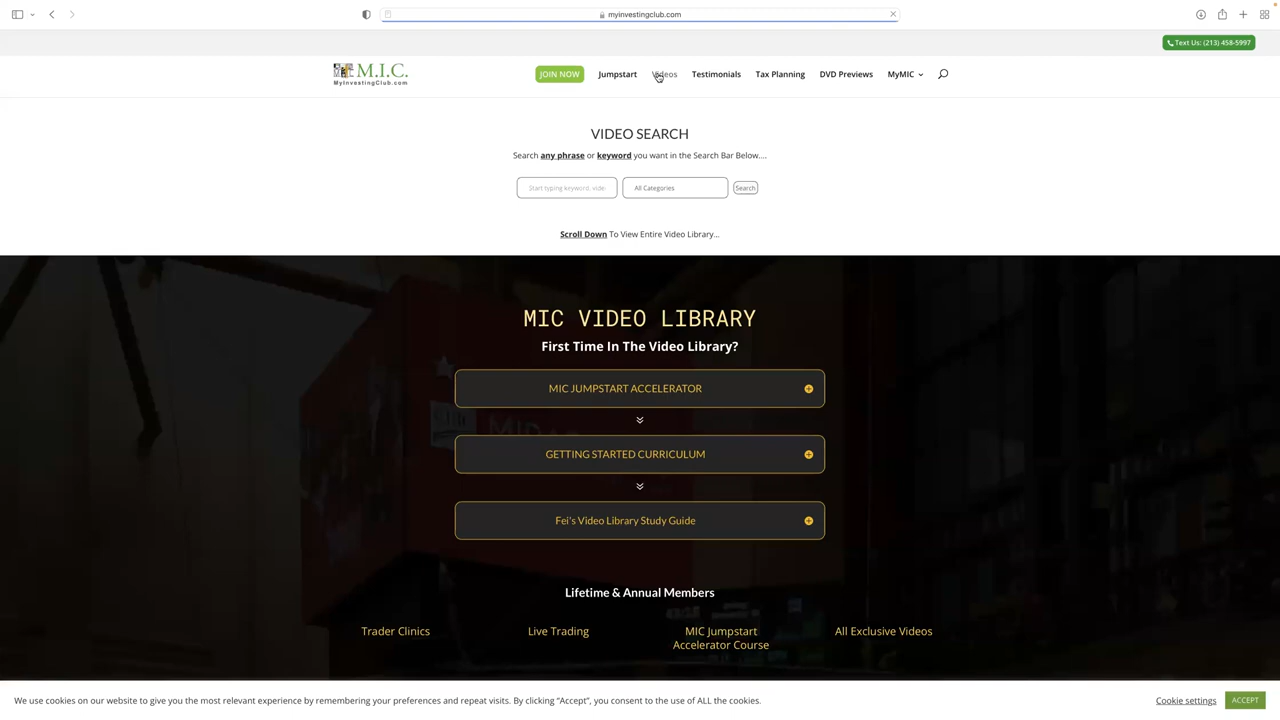 myinvestingclub.com
Text Us: (213) 458-5997
M.I.C.
MyInvestingClub.com
JOIN NOW
Jumpstart
Videos
Testimonials
Tax Planning
DVD Previews
MyMIC
VIDEO SEARCH
Search any phrase or keyword you want in the Search Bar Below....
Start typing keyword, vide
All Categories
Search
Scroll Down To View Entire Video Library...
MIC VIDEO LIBRARY
First Time In The Video Library?
MIC JUMPSTART ACCELERATOR
GETTING STARTED CURRICULUM
Fei's Video Library Study Guide
Lifetime & Annual Members
Trader Clinics
Live Trading
MIC Jumpstart
Accelerator Course
All Exclusive Videos
We use cookies on our website to give you the most relevant experience by remembering your preferences and repeat visits. By clicking “Accept”, you consent to the use of ALL the cookies.
Cookie settings
ACCEPT